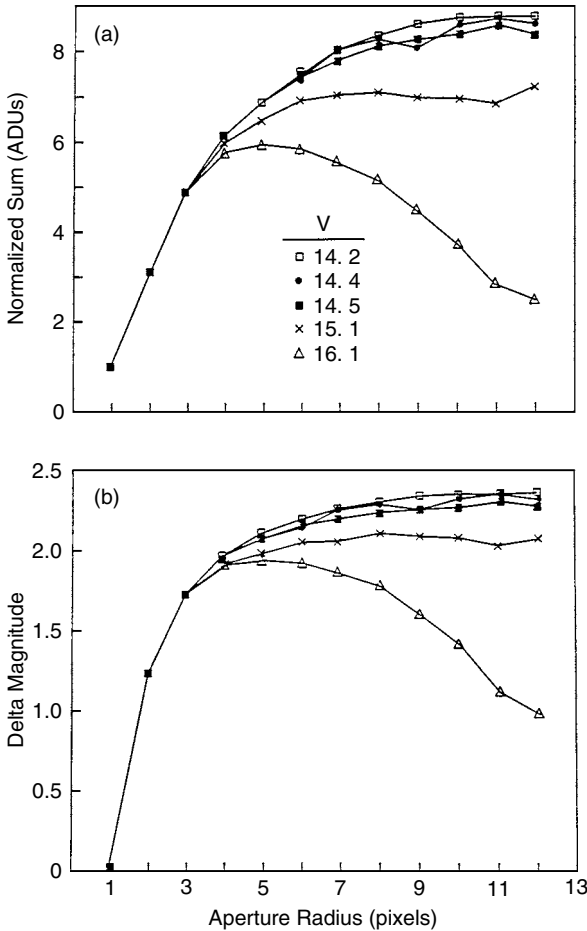 (a)
8
6
4
2
0
Normalized Sum (ADUs)
V
14. 2
14. 4
14. 5
15. 1
16. 1
(b)
2.5
2.0
1.5
1.0
0.5
0
Delta Magnitude
1 3 5 7 9 11 13
Aperture Radius (pixels)